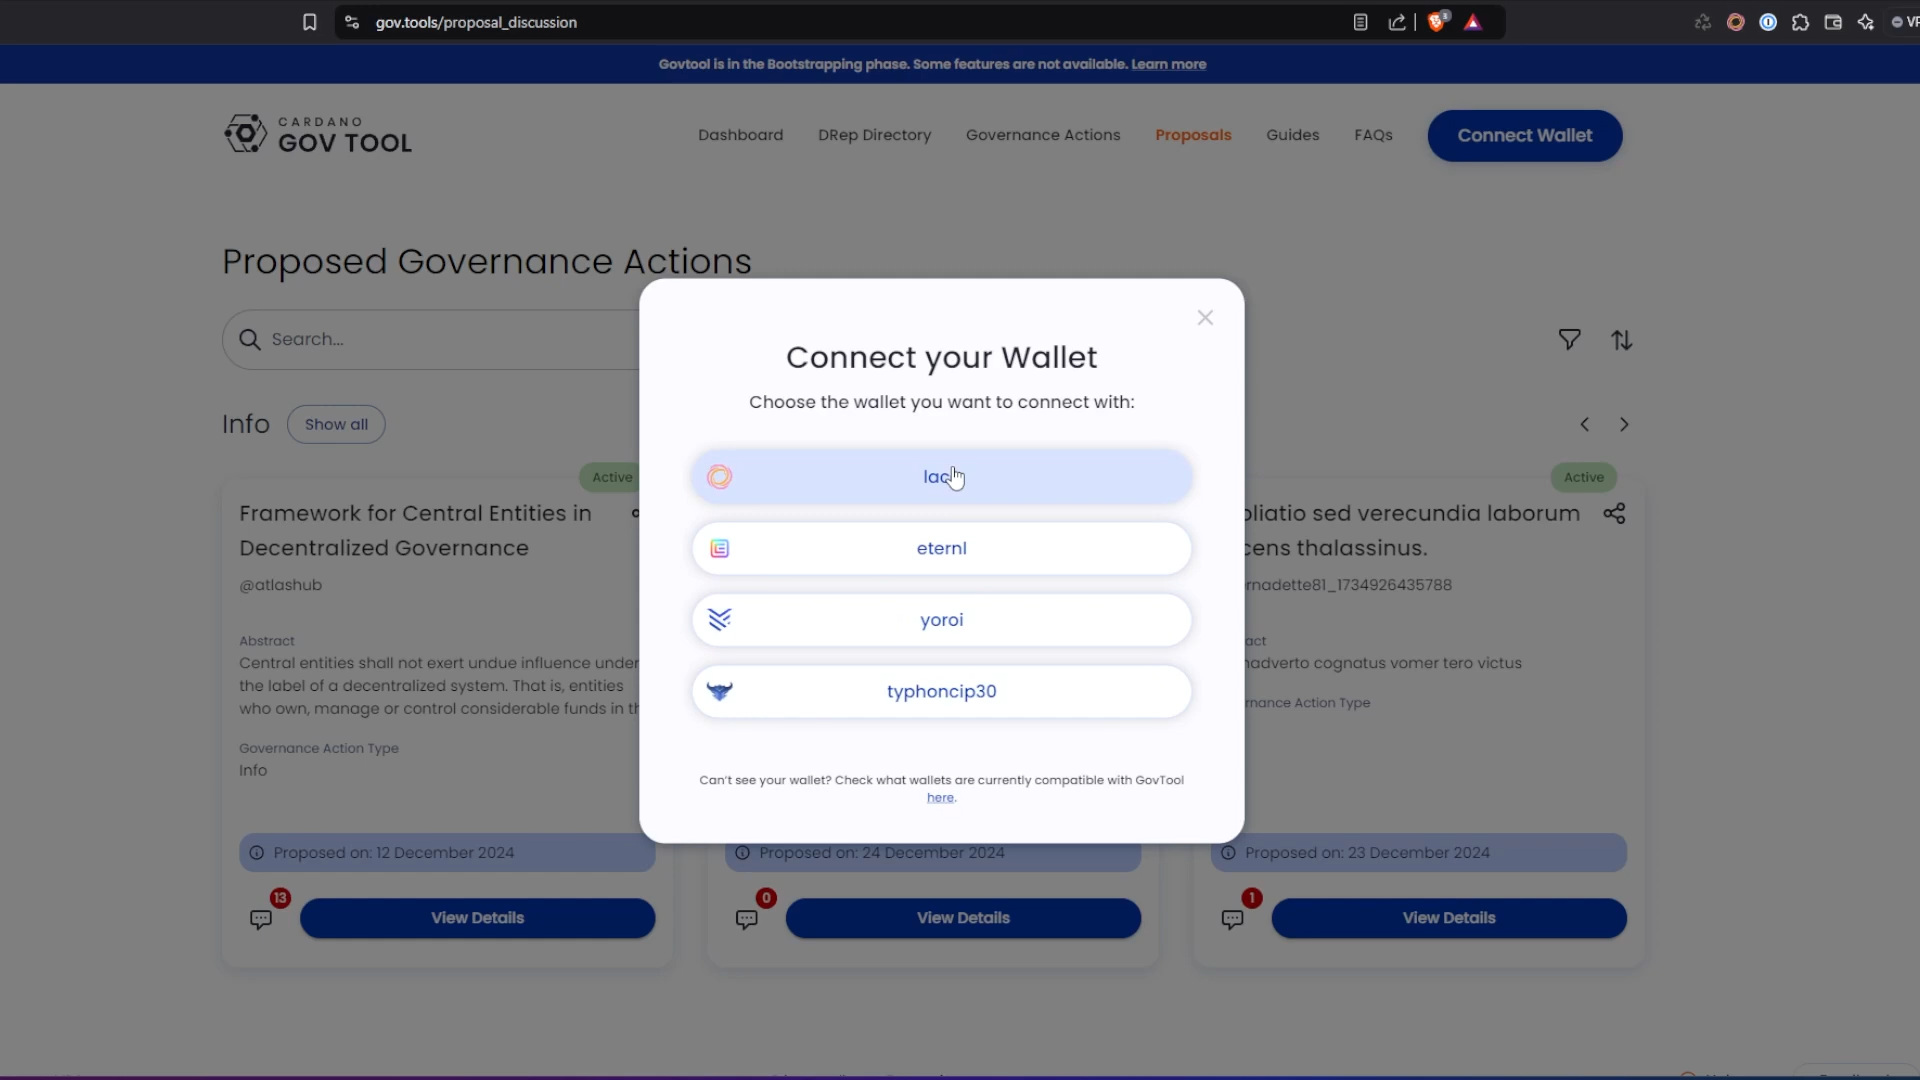 gov.tools/proposal_discussion
3
Govtool is in the Bootstrapping phase. Some features are not available. Learn more
CARDANO
GOV TOOL
Dashboard
DRep Directory
Governance Actions
Proposals
Guides
FAQs
Connect Wallet
Proposed Governance Actions
Search...
Info
Show all
Connect your Wallet
Choose the wallet you want to connect with:
eternl
yoroi
typhoncip30
Can't see your wallet? Check what wallets are currently compatible with GovTool
here.
Active
Framework for Central Entities in
Decentralized Governance
@atlashub
Abstract
Central entities shall not exert undue influence under
the label of a decentralized system. That is, entities
who own, manage or control considerable funds in th
Governance Action Type
Info
Proposed on: 12 December 2024
13
View Details
Proposed on: 24 December 2024
0
View Details
Active
oliatio sed verecundia laborum
cens thalassinus.
rnadette81_1734926435788
act
nadverto cognatus vomer tero victus
rnance Action Type
Proposed on: 23 December 2024
1
View Details